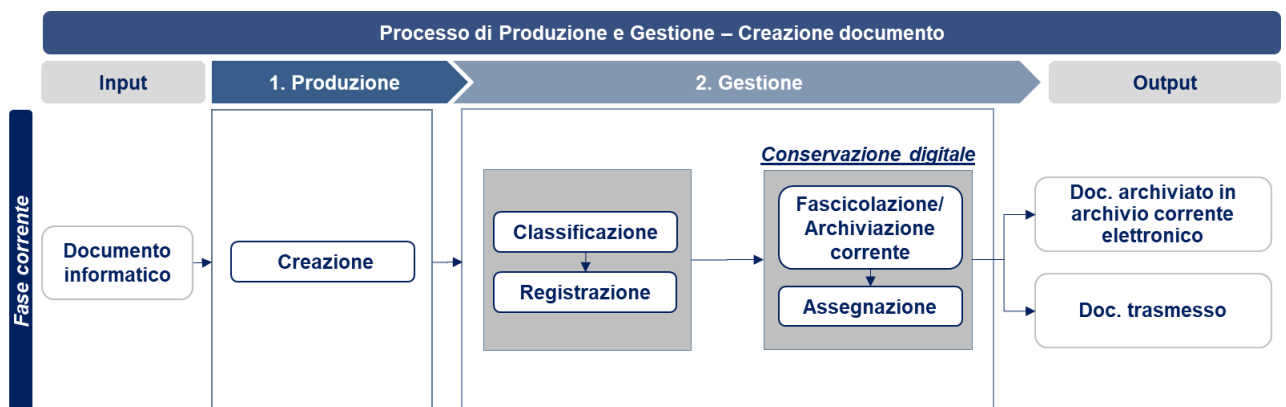 Processo di Produzione e Gestione – Creazione documento
Input
1. Produzione
2. Gestione
Output
Fase corrente
Documento
informatico
Creazione
Classificazione
Registrazione
Conservazione digitale
Fascicolazione/
Archiviazione
corrente
Assegnazione
Doc. archiviato in
archivio corrente
elettronico
Doc. trasmesso